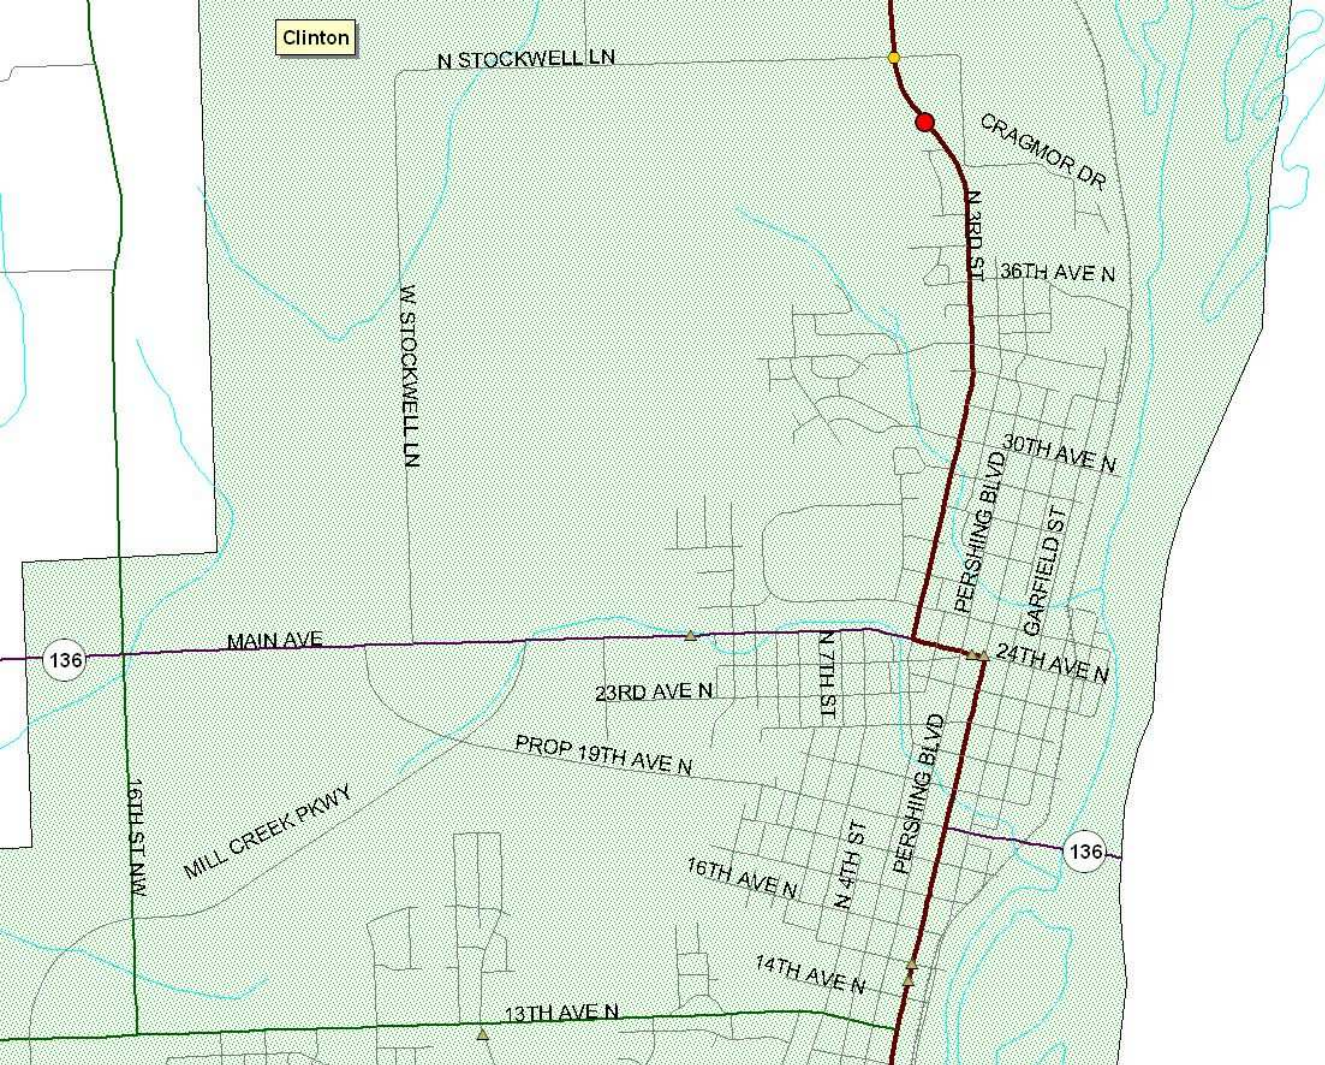 Clinton
N STOCKWELL LN
CRAGMOR DR
N 3RD ST
36TH AVE N
W STOCKWELL LN
30TH AVE N
PERSHING BLVD
GARFIELD ST
136
MAIN AVE
N 7TH ST
24TH AVE N
23RD AVE N
PROP 19TH AVE N
PERSHING BLVD
16TH ST NW
MILL CREEK PKWY
N 4TH ST
136
16TH AVE N
14TH AVE N
13TH AVE N